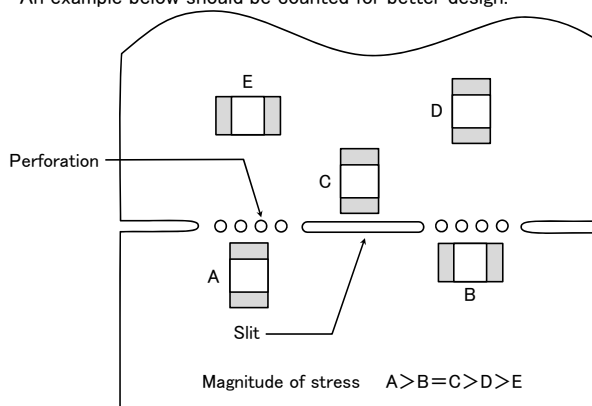 An example below should be counted for better design.
E
D
Perforation
C
A
B
Slit
Magnitude of stress A>B=C>D>E